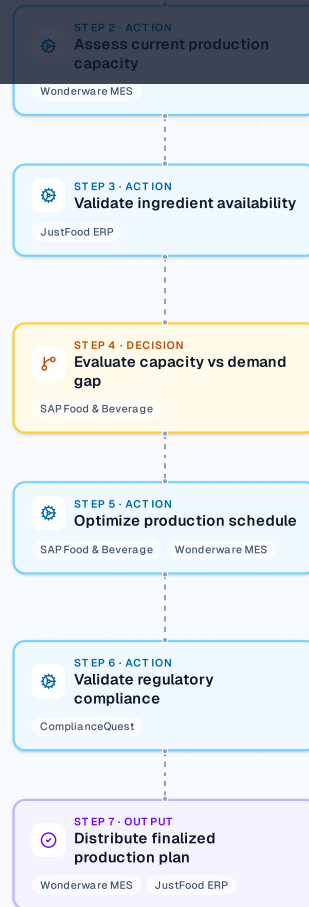 STEP 2 · ACTION
Assess current production
capacity
Wonderware MES
STEP 3 · ACTION
Validate ingredient availability
JustFood ERP
STEP 4 · DECISION
Evaluate capacity vs demand
gap
SAP Food & Beverage
STEP 5 · ACTION
Optimize production schedule
SAP Food & Beverage Wonderware MES
STEP 6 · ACTION
Validate regulatory
compliance
ComplianceQuest
STEP 7 · OUTPUT
Distribute finalized
production plan
Wonderware MES JustFood ERP